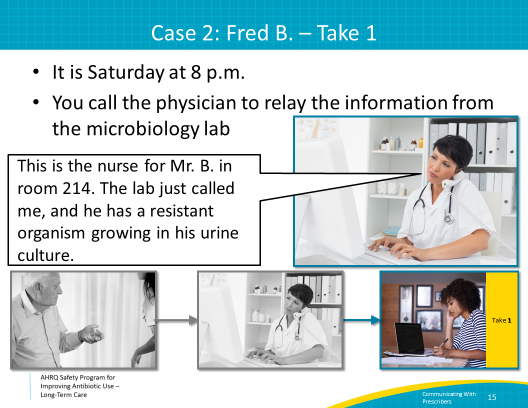 Case 2: Fred B. – Take 1
• It is Saturday at 8 p.m.
• You call the physician to relay the information from
the microbiology lab
This is the nurse for Mr. B. in
room 214. The lab just called
me, and he has a resistant
organism growing in his urine
culture.
Take 1
AHRQ Safety Program for
Improving Antibiotic Use –
Long-Term Care
Communicating With
Prescribers
15